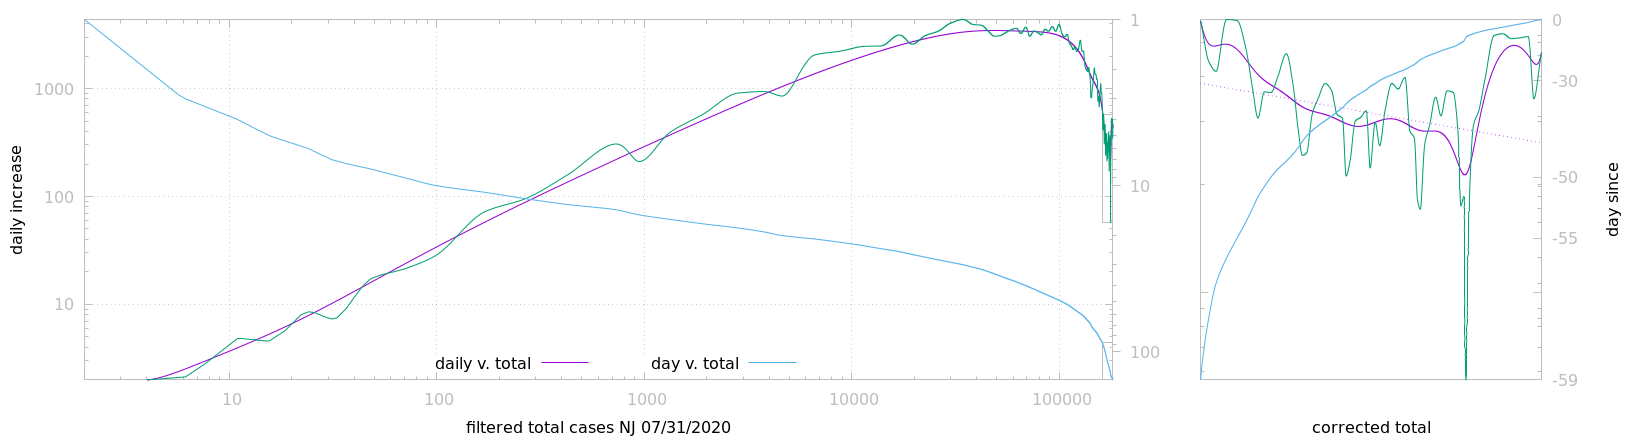 daily increase
1000
100
10
10
100
1000
10000
100000
1
10
100
daily v. total
day v. total
filtered total cases NJ 07/31/2020
0
-30
-50
-55
-59
day since
corrected total